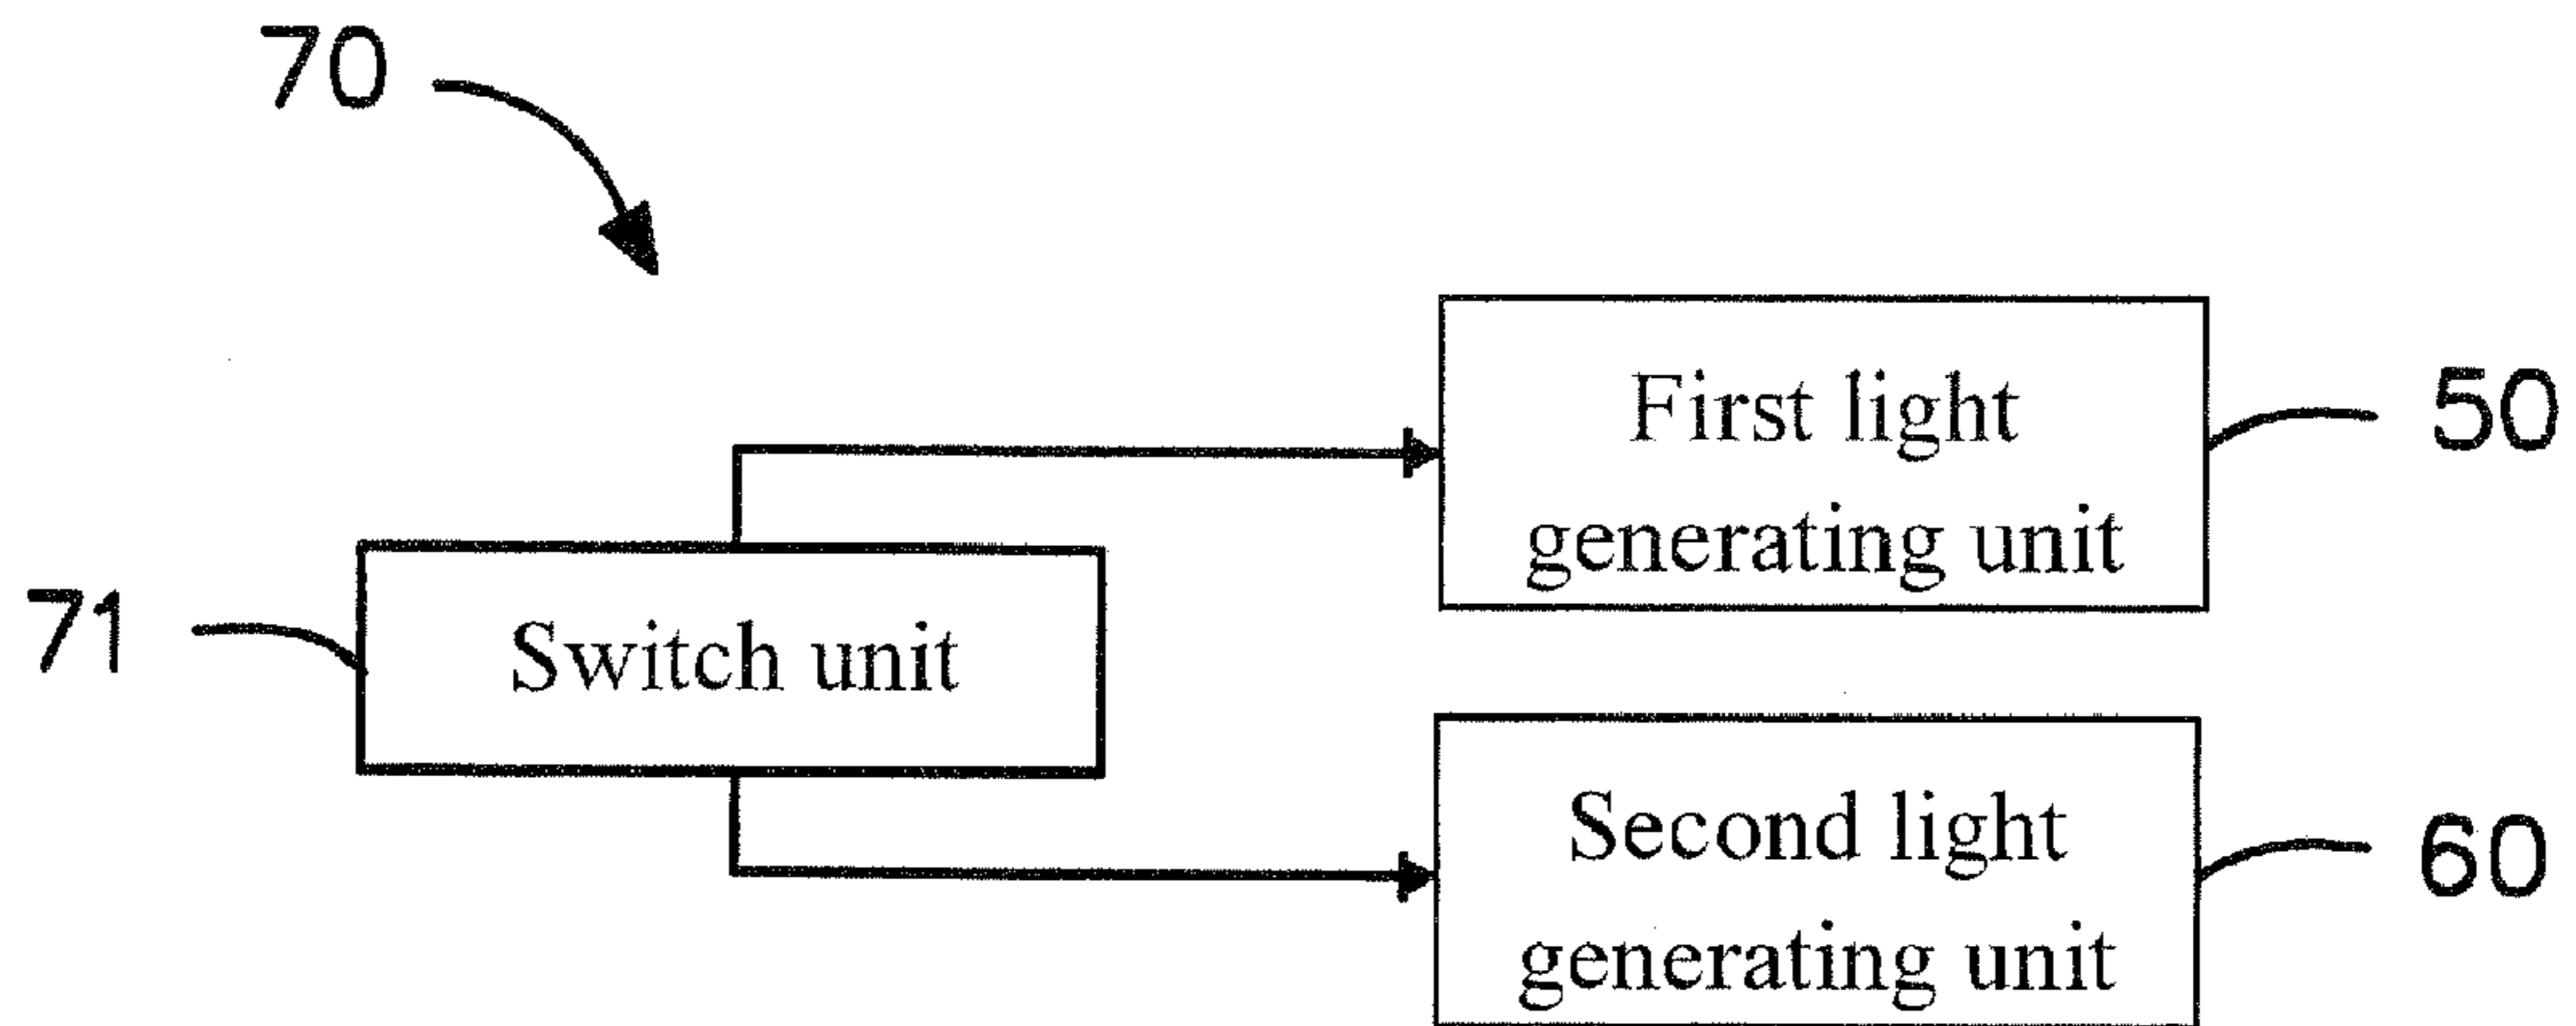 70
First light
generating unit
50
71
Switch unit
Second light
generating unit
60